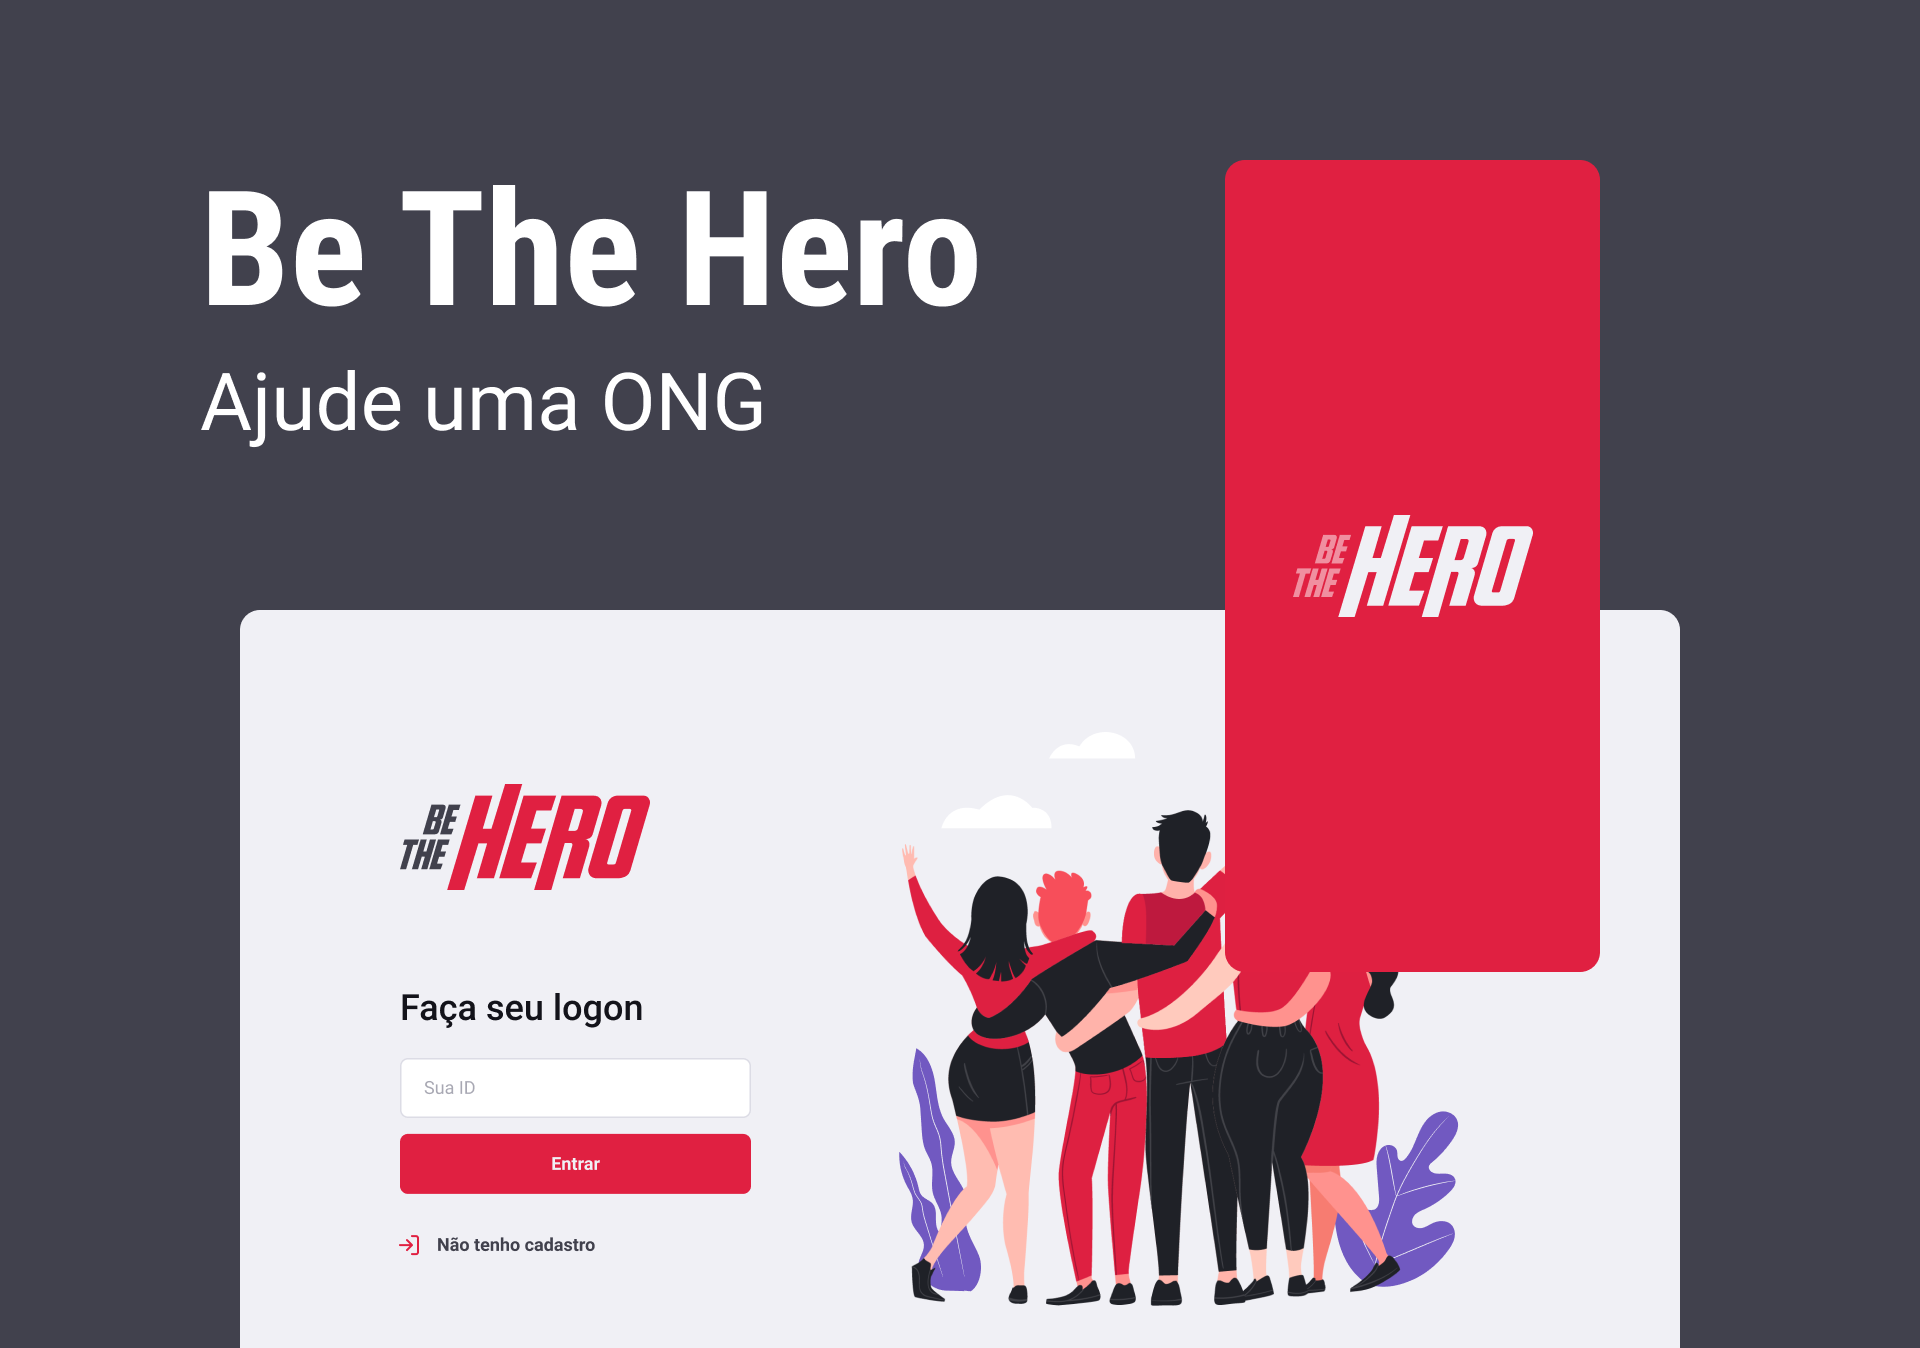 Be The Hero
Ajude uma ONG
BE
THE HERO
BE
THE HERO
Faça seu logon
Sua ID
Entrar
Não tenho cadastro